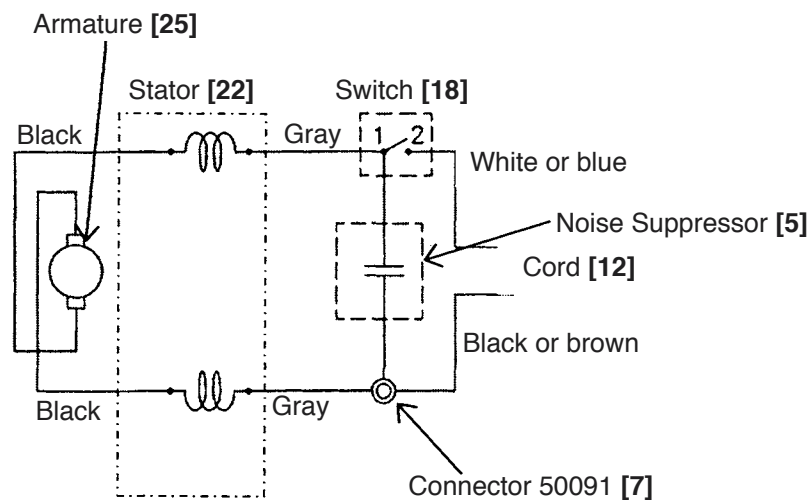 Armature [25]
Stator [22]
Switch [18]
Black
Gray
1 2
White or blue
Noise Suppressor [5]
Cord [12]
Black or brown
Black
Gray
Connector 50091 [7]